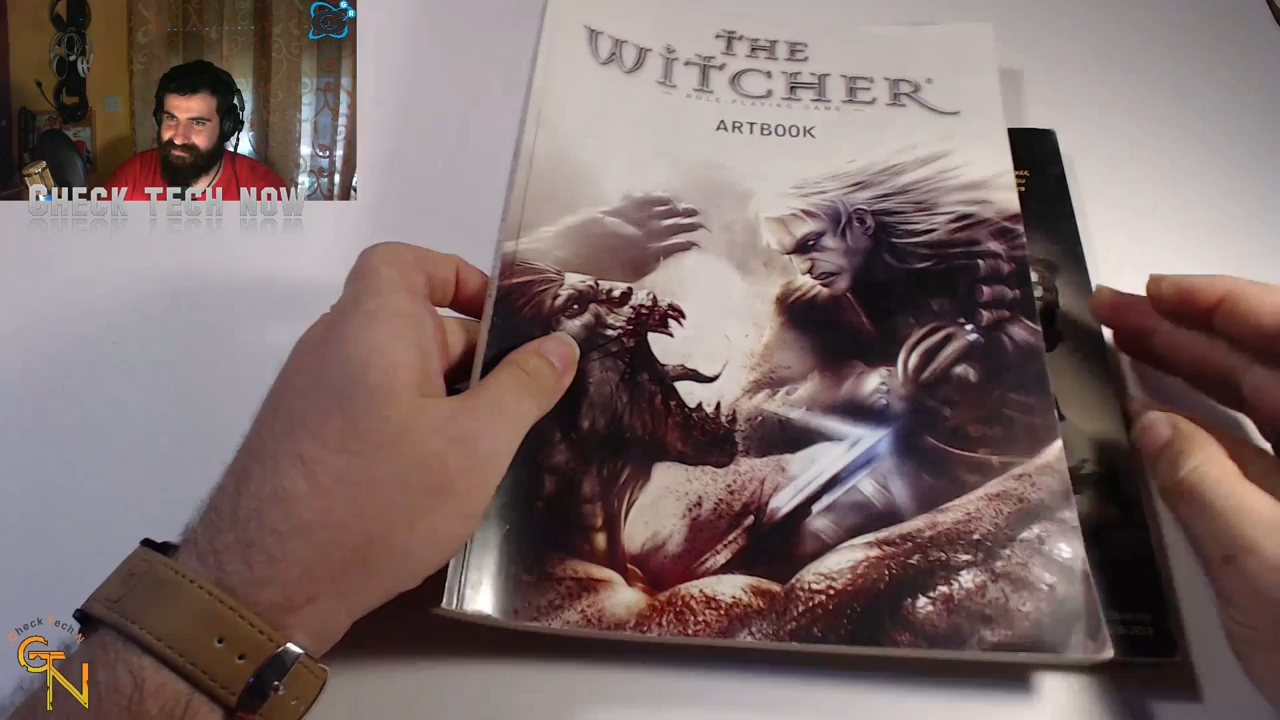 THE
WITCHER®
ROLE-PLAYING GAME
ARTBOOK
CHECK TECH NOW
G
R
Check Tech N
CTN